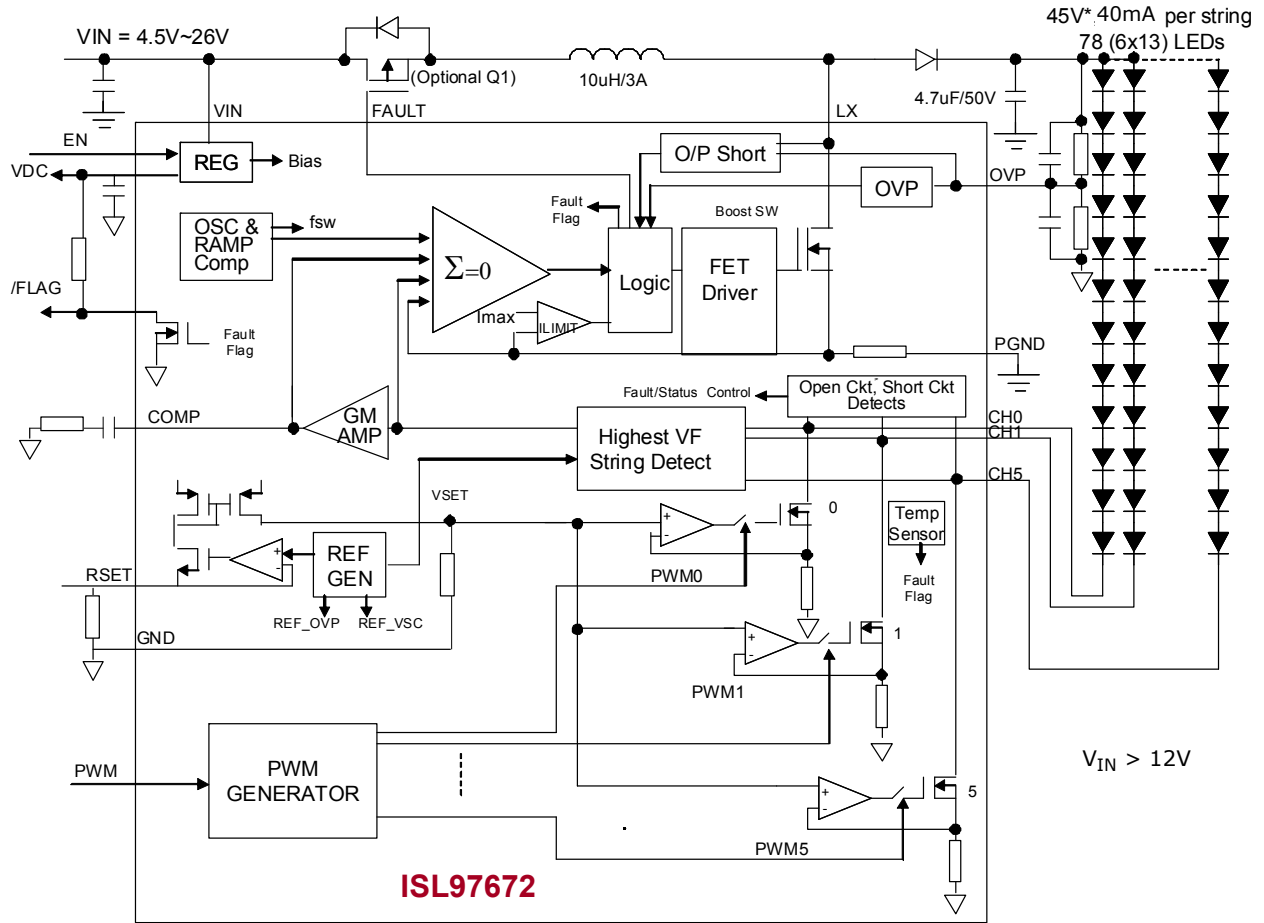 45V* 40mA per string
78 (6x13) LEDs
VIN = 4.5V~26V
(Optional Q1)
10uH/3A
4.7uF/50V
VIN
FAULT
LX
EN
VDC
REG
Bias
O/P Short
OVP
OVP
OSC &
RAMP
Comp
fsw
Σ=0
Fault
Flag
Logic
Boost SW
FET
Driver
Imax
ILIMIT
/FLAG
Fault
Flag
PGND
Fault/Status Control
Open Ckt, Short Ckt
Detects
COMP
GM
AMP
Highest VF
String Detect
CH0
CH1
CH5
VSET
+
-
0
Temp
Sensor
Fault
Flag
RSET
+
-
REF
GEN
REF_OVP
REF_VSC
GND
PWM0
+
-
1
PWM1
PWM
PWM
GENERATOR
+
-
5
PWM5
VIN > 12V
ISL97672